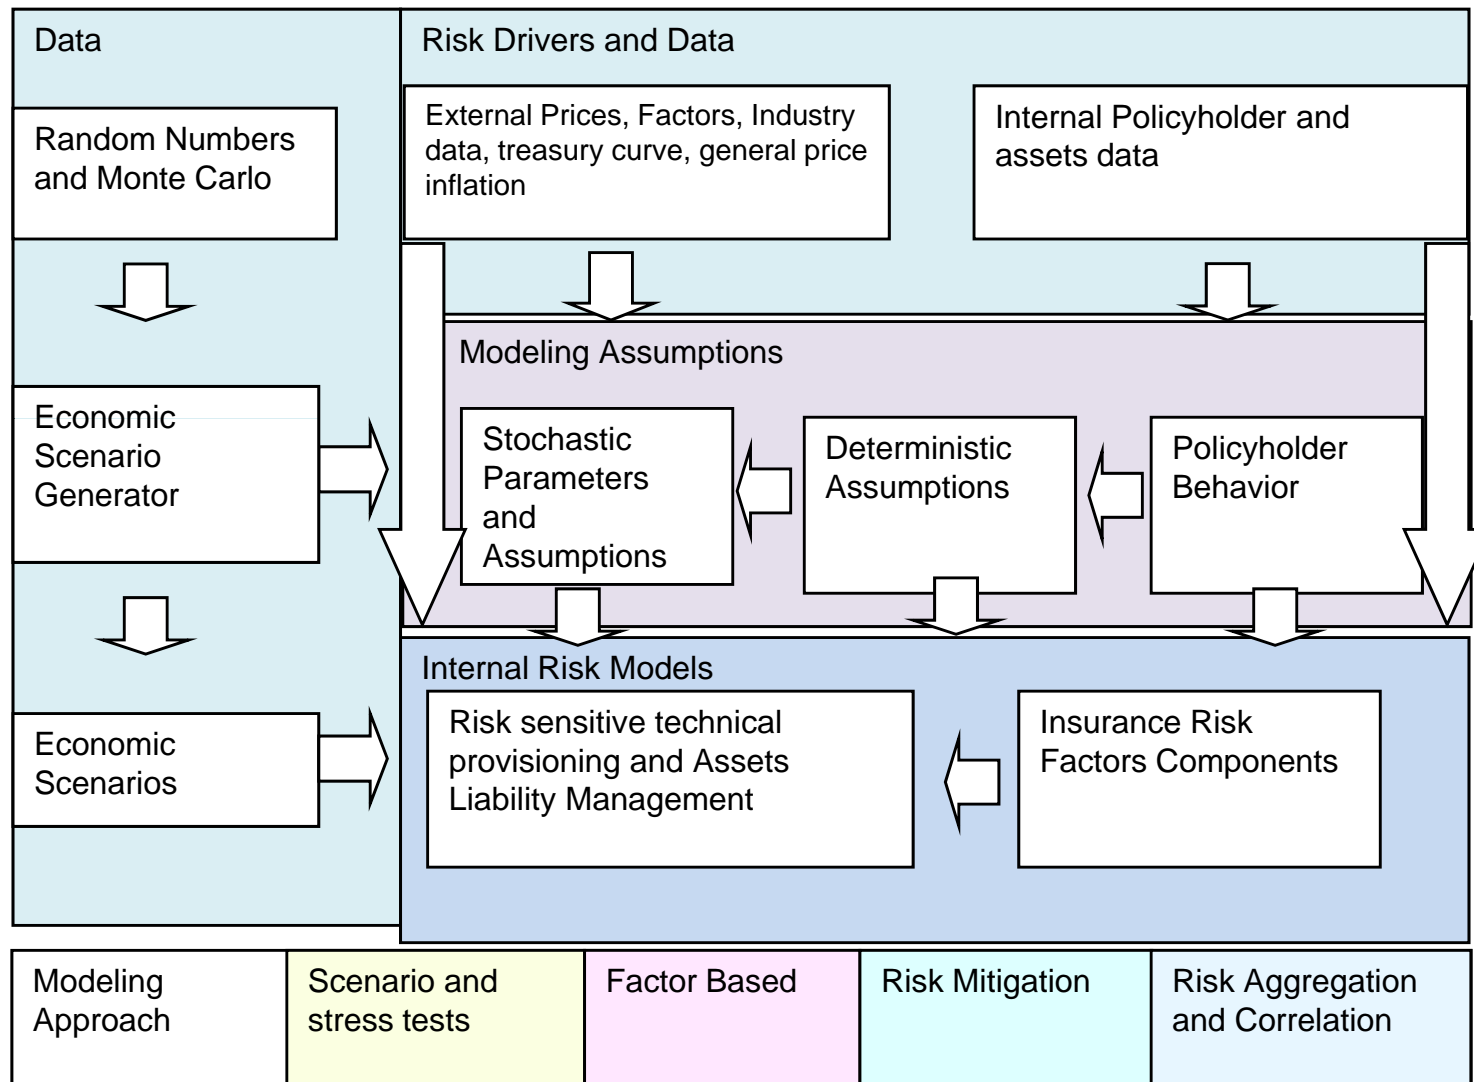 Data
Risk Drivers and Data
Random Numbers
and Monte Carlo
External Prices, Factors, Industry
data, treasury curve, general price
inflation
Internal Policyholder and
assets data
Modeling Assumptions
Economic
Scenario
Generator
Stochastic
Parameters
and
Assumptions
Deterministic
Assumptions
Policyholder
Behavior
Internal Risk Models
Economic
Scenarios
Risk sensitive technical
provisioning and Assets
Liability Management
Insurance Risk
Factors Components
Modeling
Approach
Scenario and
stress tests
Factor Based
Risk Mitigation
Risk Aggregation
and Correlation